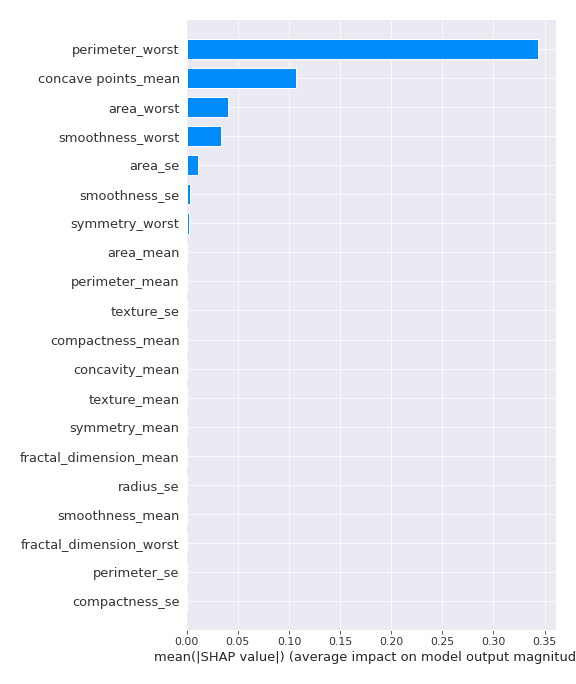 perimeter_worst
concave points_mean
area_worst
smoothness_worst
area_se
smoothness_se
symmetry_worst
area_mean
perimeter_mean
texture_se
compactness_mean
concavity_mean
texture_mean
symmetry_mean
fractal_dimension_mean
radius_se
smoothness_mean
fractal_dimension_worst
perimeter_se
compactness_se
0.00 0.05 0.10 0.15 0.20 0.25 0.30 0.35
mean(|SHAP value|) (average impact on model output magnitud